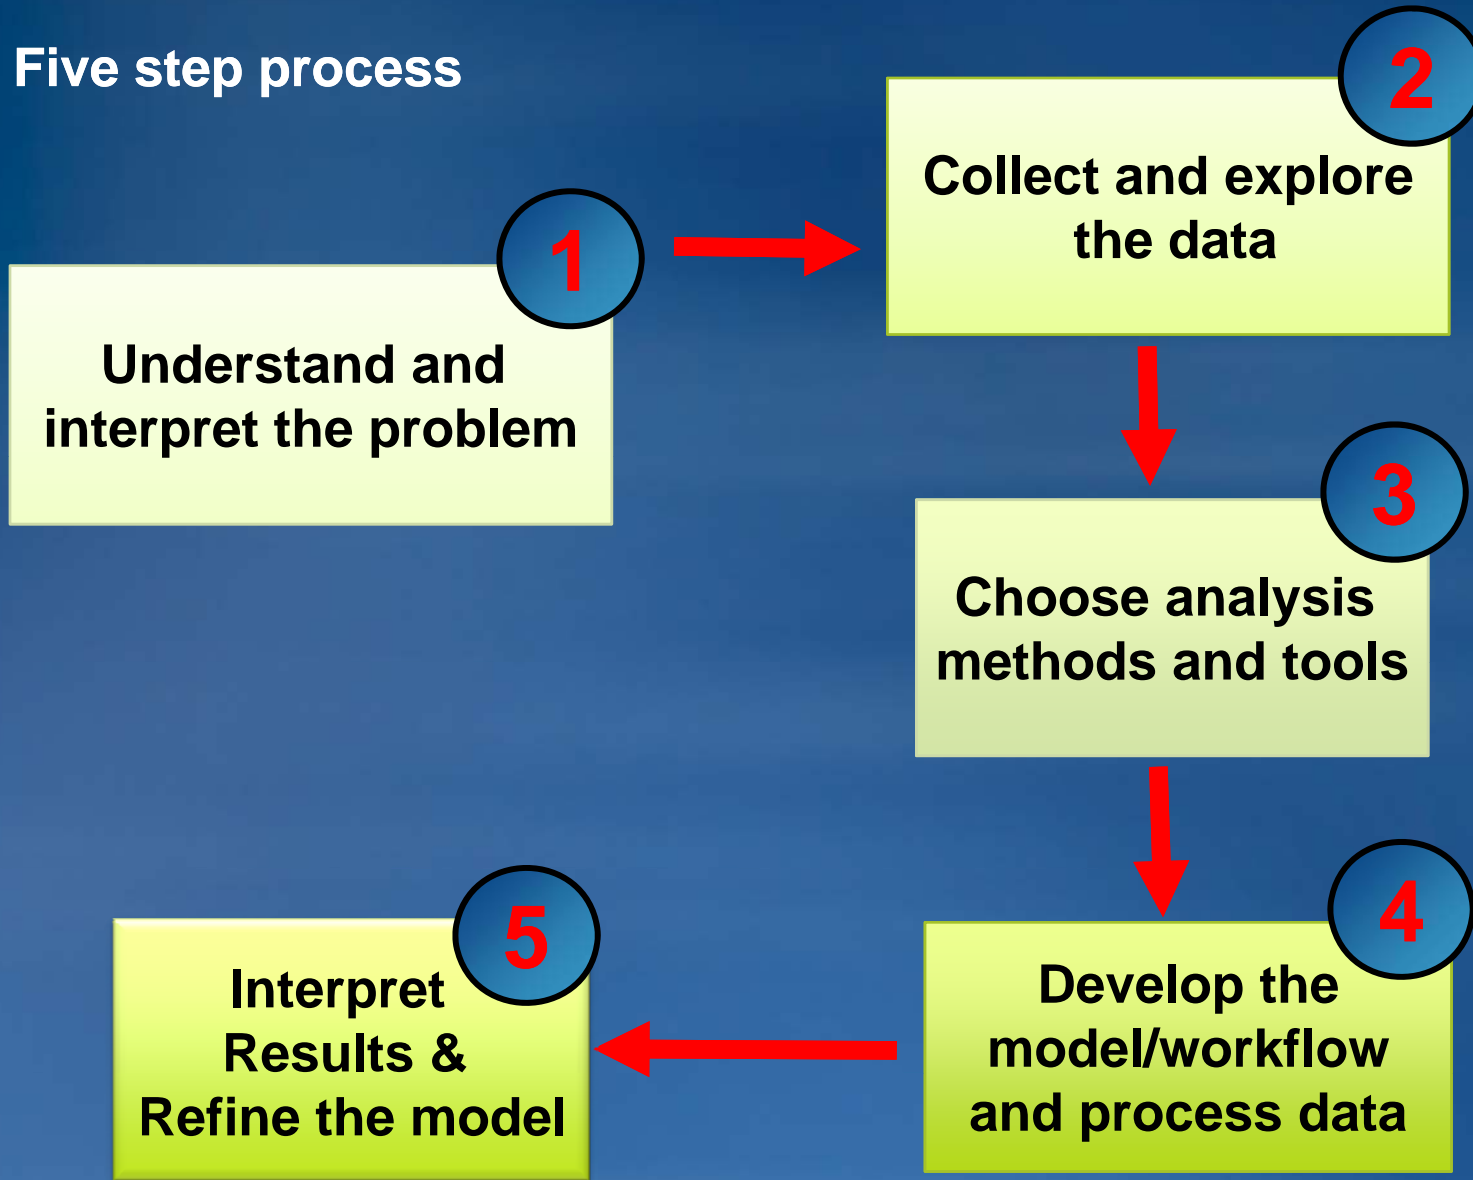 Five step process
1
Understand and
interpret the problem
2
Collect and explore
the data
3
Choose analysis
methods and tools
4
Develop the
model/workflow
and process data
5
Interpret
Results &
Refine the model